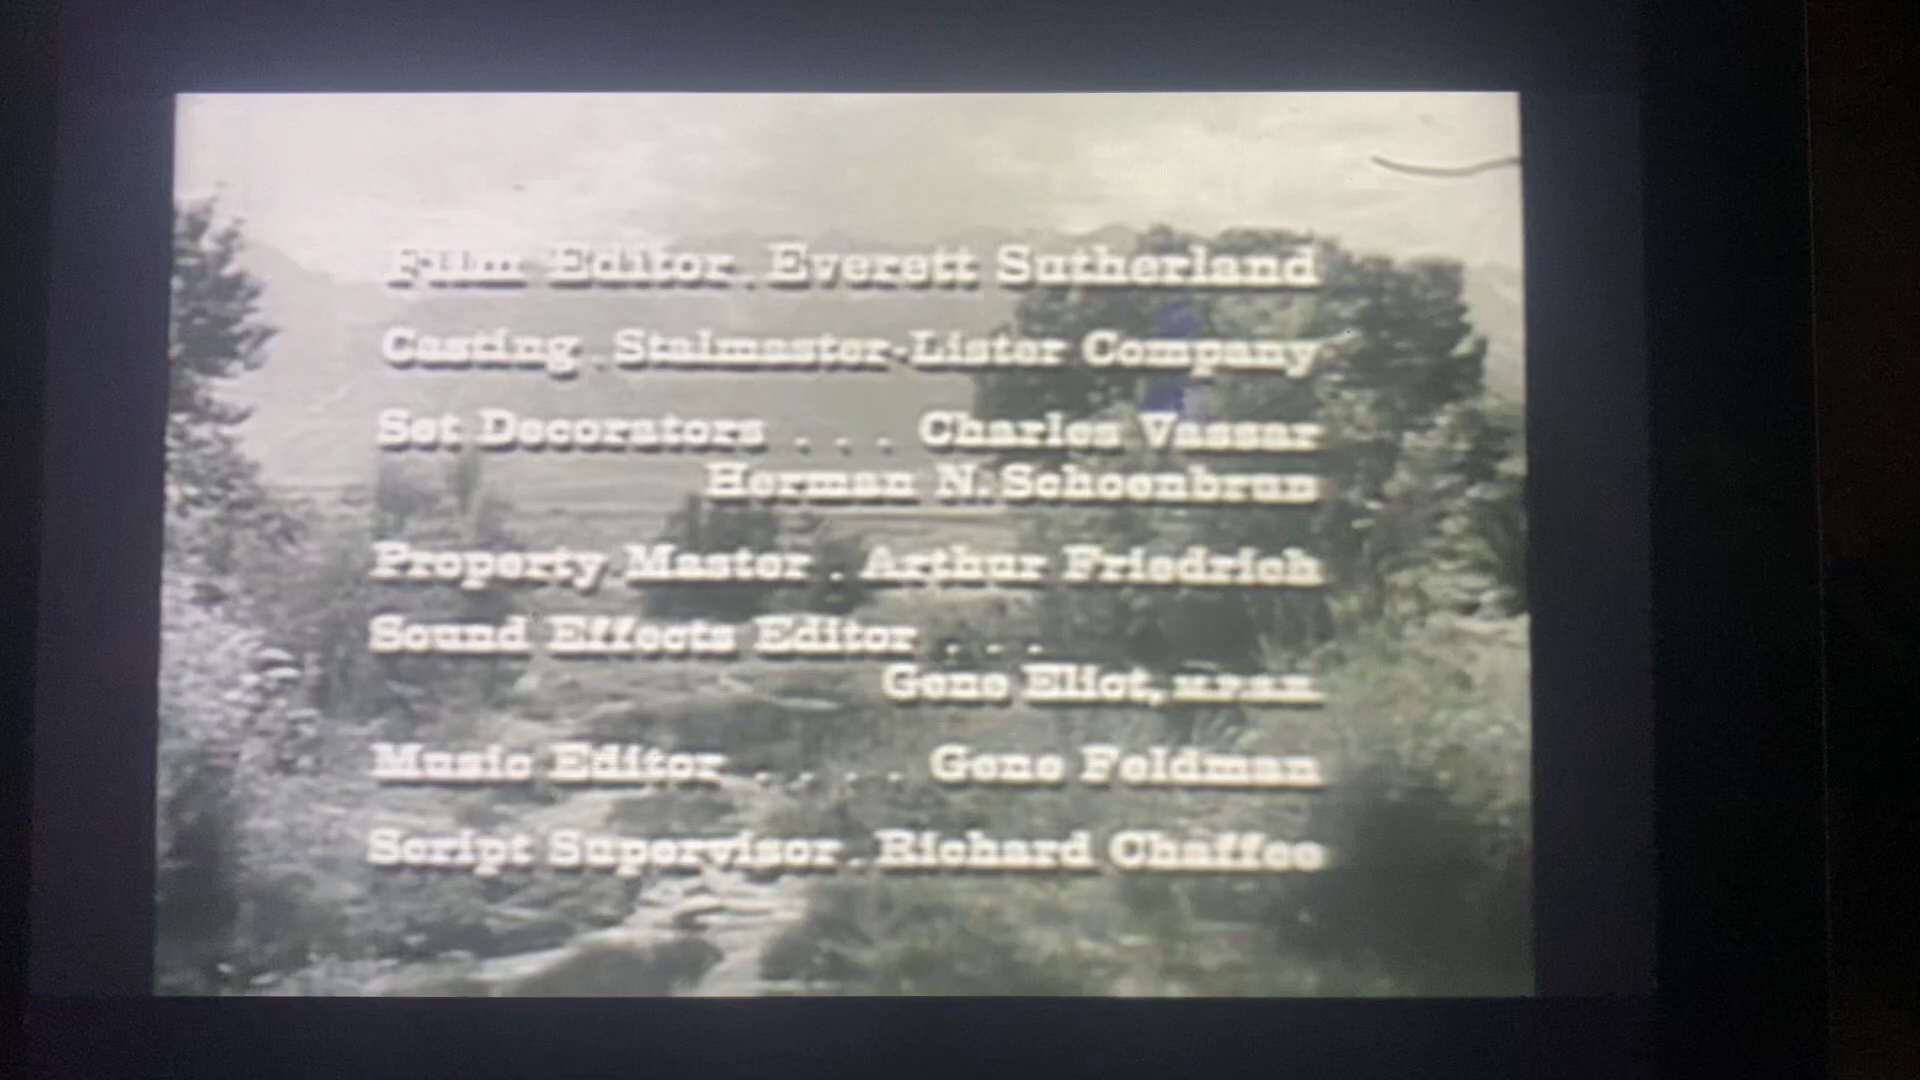 Film Editor . Everett Sutherland
Casting . Stalmaster-Lister Company
Set Decorators . . . Charles Vassar
Herman N. Schoenbrun
Property Master . Arthur Friedrich
Sound Effects Editor . . .
Gene Eliot, M.P.S.E.
Music Editor . . . . Gene Feldman
Script Supervisor . Richard Chaffee